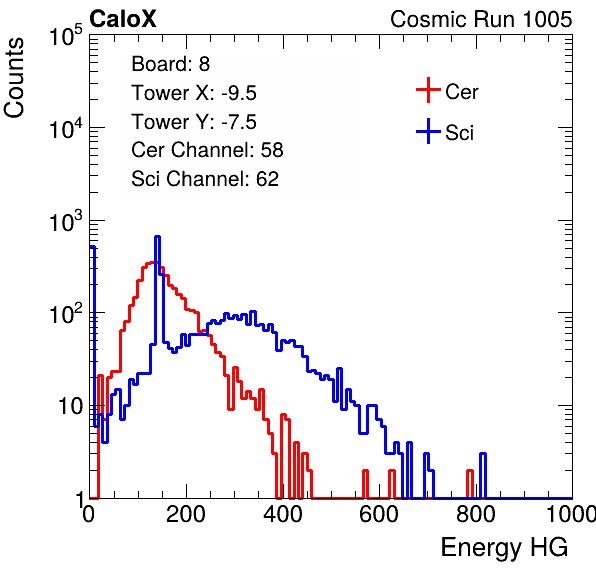 CaloX Cosmic Run 1005
Counts
Board: 8
Tower X: -9.5
Tower Y: -7.5
Cer Channel: 58
Sci Channel: 62
Cer
Sci
10^5
10^4
10^3
10^2
10
1
0 200 400 600 800 1000
Energy HG